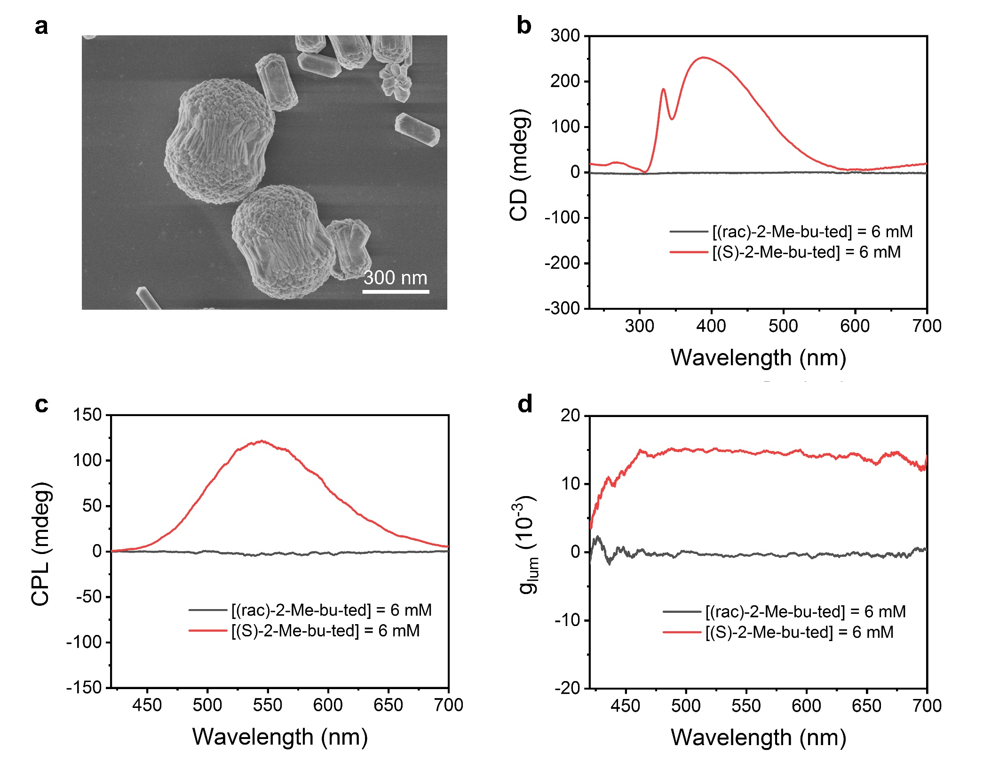 a
300 nm
b
300
200
100
0
-100
-200
-300
CD (mdeg)
[(rac)-2-Me-bu-ted] = 6 mM
[(S)-2-Me-bu-ted] = 6 mM
300 400 500 600 700
Wavelength (nm)
c
150
100
50
0
-50
-100
-150
CPL (mdeg)
[(rac)-2-Me-bu-ted] = 6 mM
[(S)-2-Me-bu-ted] = 6 mM
450 500 550 600 650 700
Wavelength (nm)
d
20
10
0
-10
-20
glum (10-3)
[(rac)-2-Me-bu-ted] = 6 mM
[(S)-2-Me-bu-ted] = 6 mM
450 500 550 600 650 700
Wavelength (nm)